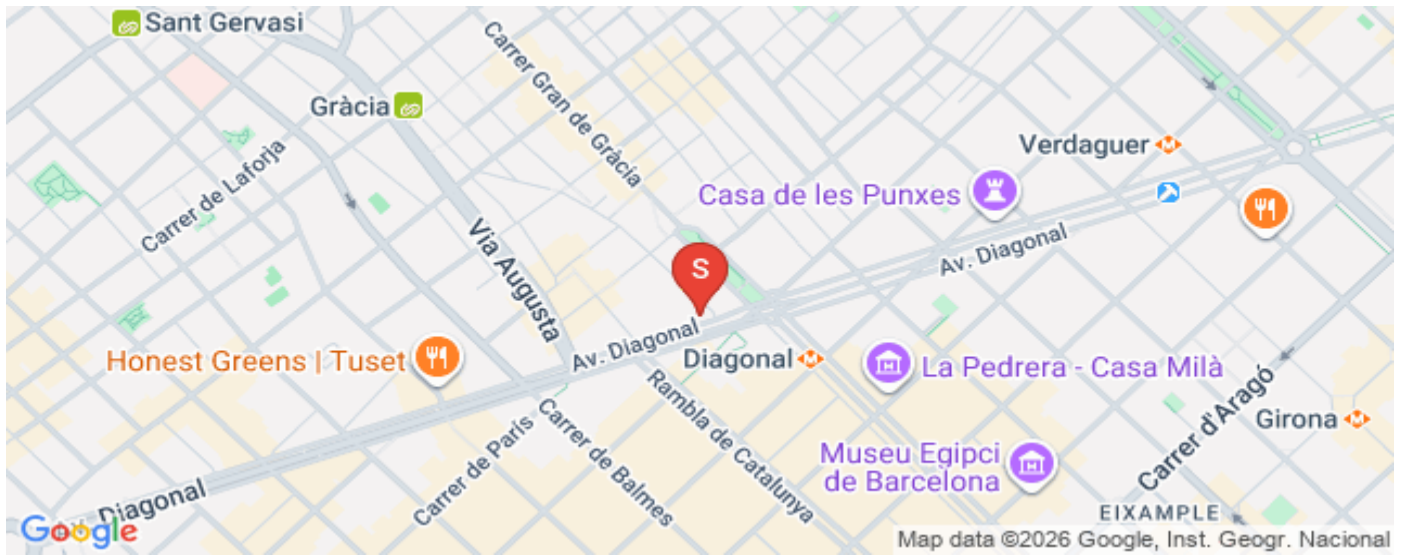 Sant Gervasi
Gràcia
Carrer Gran de Gràcia
Carrer de Laforja
Verdaguer
M
Casa de les Punxes
Via Augusta
Av. Diagonal
S
Av. Diagonal
Honest Greens | Tuset
Diagonal
M
La Pedrera - Casa Milà
Rambla de Catalunya
Carrer d'Aragó
Girona
M
Carrer de París
Carrer de Balmes
Museu Egipci
de Barcelona
Diagonal
EIXAMPLE
Google
Map data ©2026 Google, Inst. Geogr. Nacional